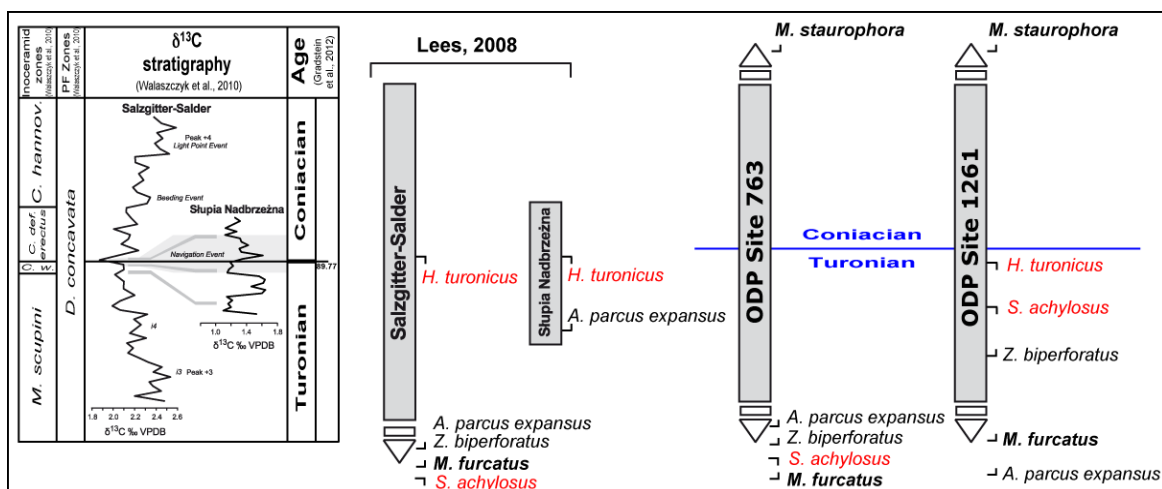 Inoceramid
zones
(Walaszczyk et al., 2010)
PF Zones
(Walaszczyk et al., 2010)
δ13C
stratigraphy
(Walaszczyk et al., 2010)
Age
(Gradstein
et al., 2012)
C. hannov.
C. def.
erectus
C. w.
M. scupini
D. concavata
Salzgitter-Salder
Peak +4
Light Point Event
Beeding Event
Słupia Nadbrzeżna
Navigation Event
i4
i3 Peak +3
1.0 1.4 1.8
δ13C ‰ VPDB
1.8 2.0 2.2 2.4 2.6
δ13C ‰ VPDB
Coniacian
Turonian
89.77
Lees, 2008
Salzgitter-Salder
H. turonicus
A. parcus expansus
Z. biperforatus
M. furcatus
S. achylosus
Słupia Nadbrzeżna
H. turonicus
A. parcus expansus
M. staurophora
ODP Site 763
A. parcus expansus
Z. biperforatus
S. achylosus
M. furcatus
Coniacian
Turonian
M. staurophora
ODP Site 1261
H. turonicus
S. achylosus
Z. biperforatus
M. furcatus
A. parcus expansus